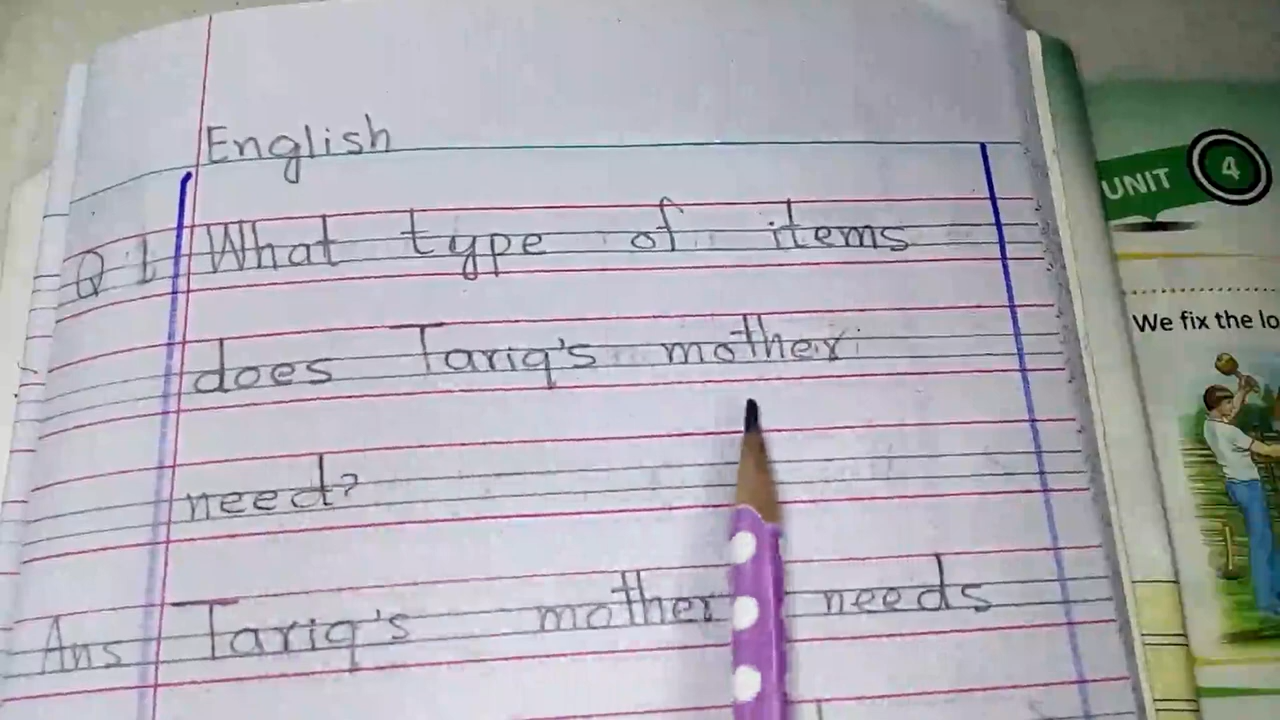 English
Q 1 What type of items
does Tariq's mother
need?
Ans Tariq's mother needs
UNIT 4
We fix the lo